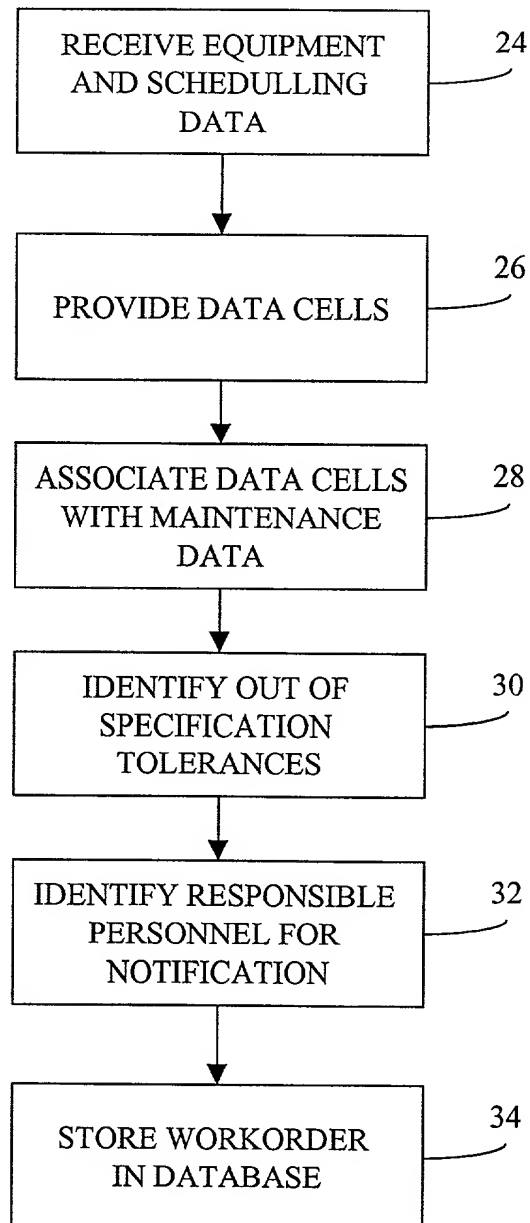 RECEIVE EQUIPMENT
AND SCHEDULLING
DATA
24
PROVIDE DATA CELLS
26
ASSOCIATE DATA CELLS
WITH MAINTENANCE
DATA
28
IDENTIFY OUT OF
SPECIFICATION
TOLERANCES
30
IDENTIFY RESPONSIBLE
PERSONNEL FOR
NOTIFICATION
32
STORE WORKORDER
IN DATABASE
34